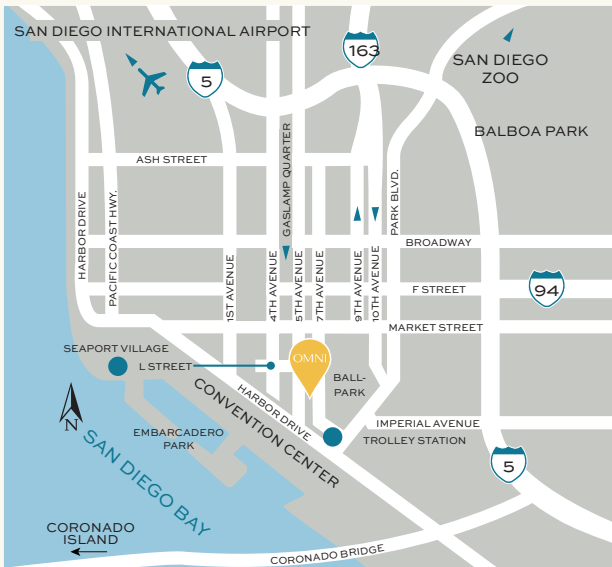 SAN DIEGO INTERNATIONAL AIRPORT
163
5
SAN DIEGO
ZOO
BALBOA PARK
GASLAMP QUARTER
ASH STREET
HARBOR DRIVE
PACIFIC COAST HWY.
PARK BLVD.
BROADWAY
1ST AVENUE
4TH AVENUE
5TH AVENUE
7TH AVENUE
9TH AVENUE
10TH AVENUE
F STREET
94
MARKET STREET
SEAPORT VILLAGE
L STREET
OMNI
BALL-
PARK
HARBOR DRIVE
CONVENTION CENTER
IMPERIAL AVENUE
TROLLEY STATION
N
EMBARCADERO
PARK
SAN DIEGO BAY
5
CORONADO
ISLAND
CORONADO BRIDGE